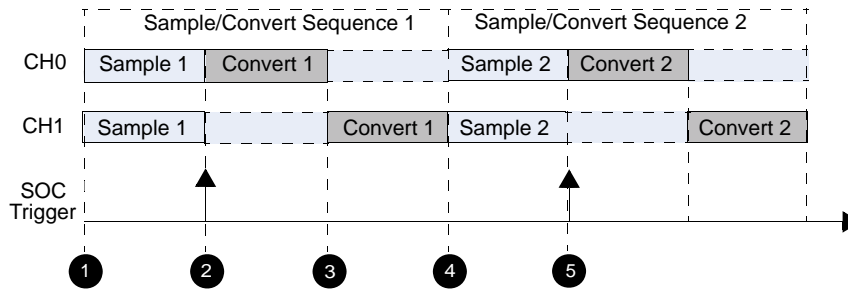 Sample/Convert Sequence 1 Sample/Convert Sequence 2
CH0 Sample 1 Convert 1 Sample 2 Convert 2
CH1 Sample 1 Convert 1 Sample 2 Convert 2
SOC
Trigger
1 2 3 4 5